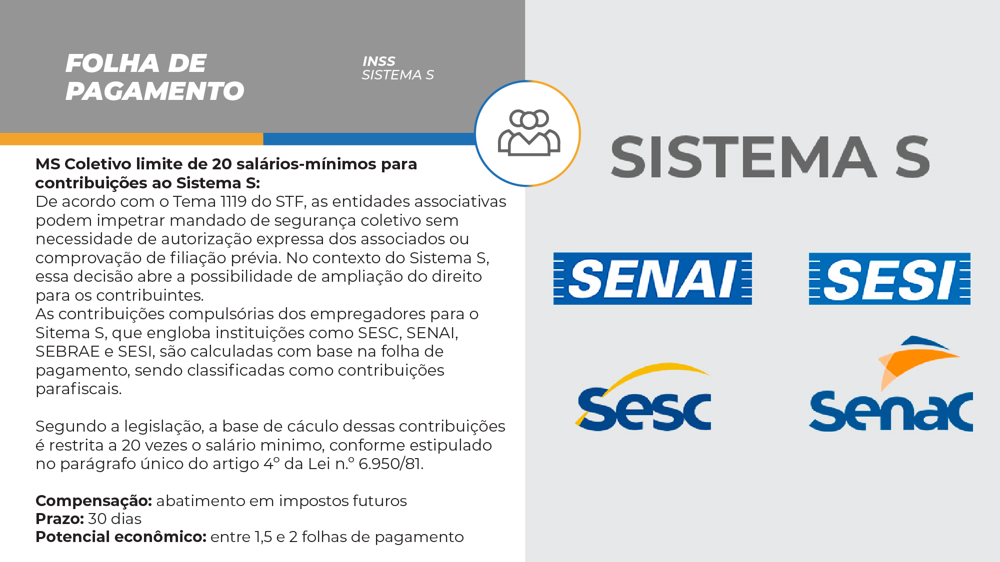 FOLHA DE
PAGAMENTO
INSS
SISTEMA S
MS Coletivo limite de 20 salários-mínimos para
contribuições ao Sistema S:
De acordo com o Tema 1119 do STF, as entidades associativas
podem impetrar mandado de segurança coletivo sem
necessidade de autorização expressa dos associados ou
comprovação de filiação prévia. No contexto do Sistema S,
essa decisão abre a possibilidade de ampliação do direito
para os contribuintes.
As contribuições compulsórias dos empregadores para o
Sitema S, que engloba instituições como SESC, SENAI,
SEBRAE e SESI, são calculadas com base na folha de
pagamento, sendo classificadas como contribuições
parafiscais.
Segundo a legislação, a base de cáculo dessas contribuições
é restrita a 20 vezes o salário minimo, conforme estipulado
no parágrafo único do artigo 4º da Lei n.º 6.950/81.
Compensação: abatimento em impostos futuros
Prazo: 30 dias
Potencial econômico: entre 1,5 e 2 folhas de pagamento
SISTEMA S
SENAI
SESI
Sesc
Senac